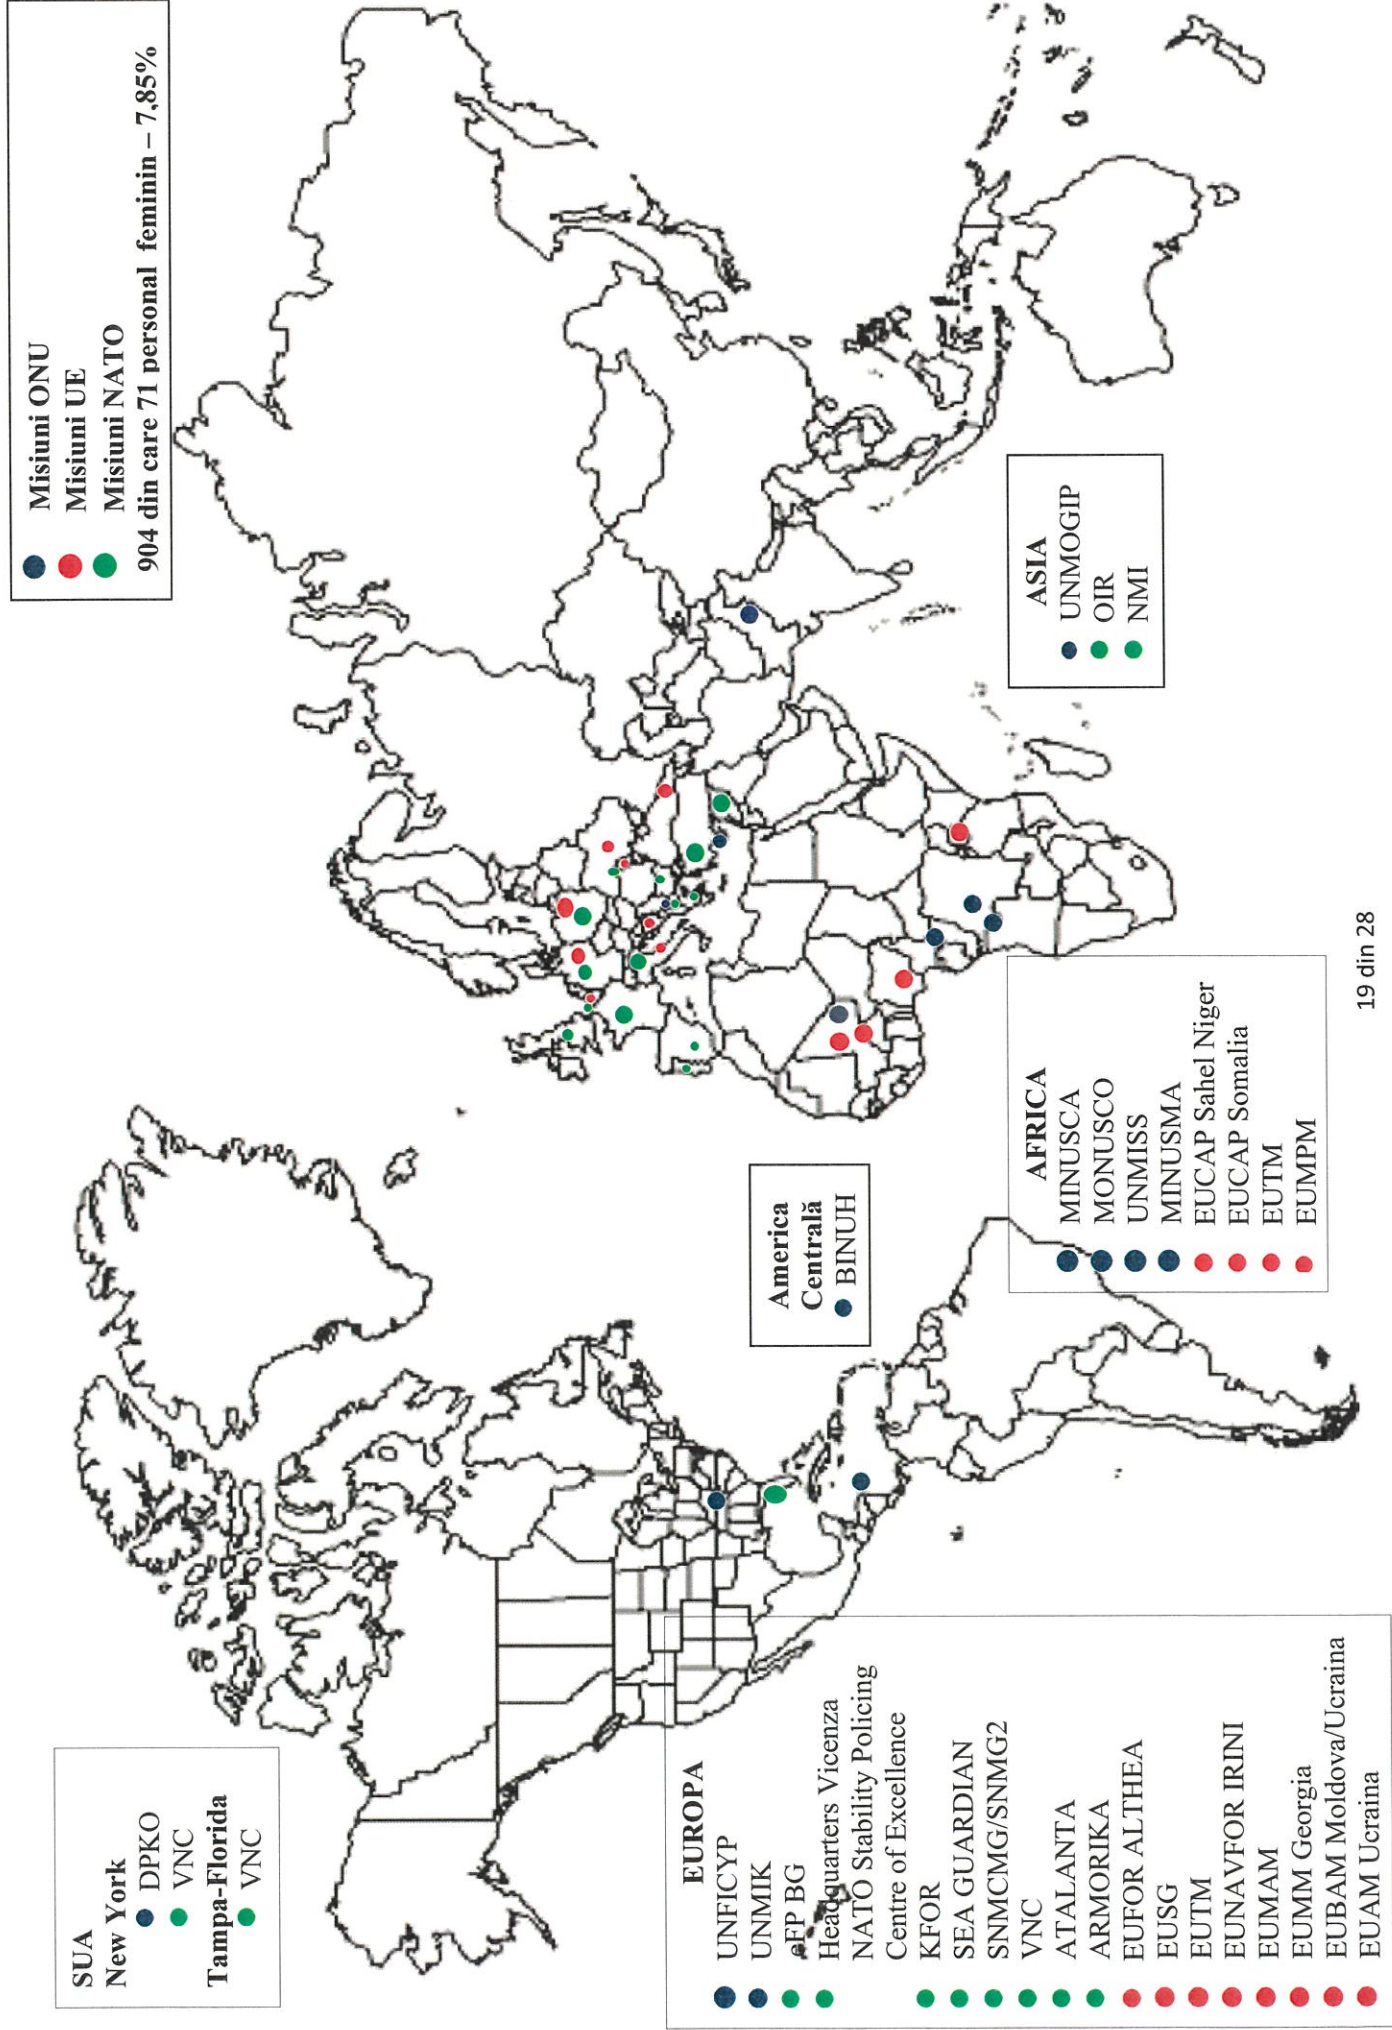 Misiuni ONU
Misiuni UE
Misiuni NATO
904 din care 71 personal feminin – 7,85%
SUA
New York
DPKO
VNC
Tampa-Florida
VNC
America
Centrală
BINUH
ASIA
UNMOGIP
OIR
NMI
EUROPA
UNFICYP
UNMIK
eFP BG
Headquarters Vicenza
NATO Stability Policing
Centre of Excellence
KFOR
SEA GUARDIAN
SNMCMG/SNMG2
VNC
ATALANTA
ARMORIKA
EUFOR ALTHEA
EUSG
EUTM
EUNAVFOR IRINI
EUMAM
EUMM Georgia
EUBAM Moldova/Ucraina
EUAM Ucraina
AFRICA
MINUSCA
MONUSCO
UNMISS
MINUSMA
EUCAP Sahel Niger
EUCAP Somalia
EUTM
EUMPM
19 din 28